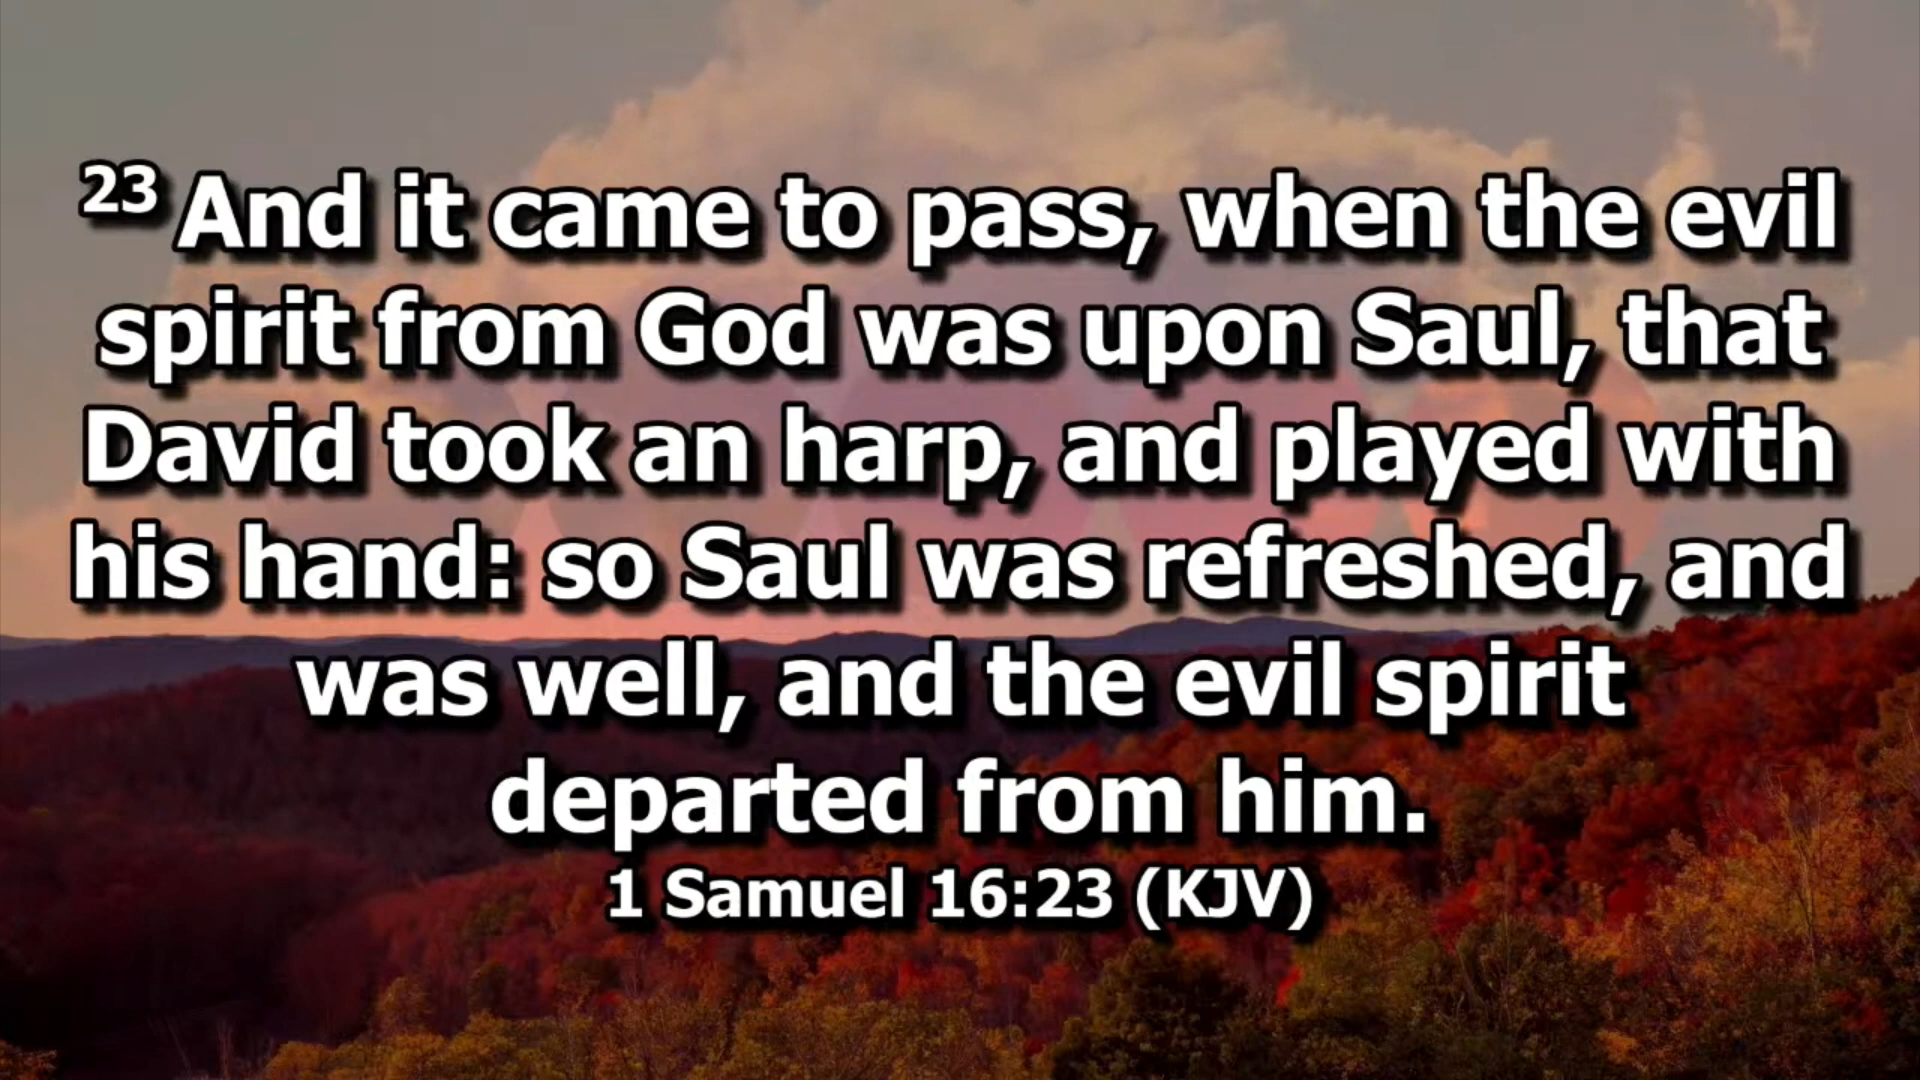 23 And it came to pass, when the evil
spirit from God was upon Saul, that
David took an harp, and played with
his hand: so Saul was refreshed, and
was well, and the evil spirit
departed from him.
1 Samuel 16:23 (KJV)